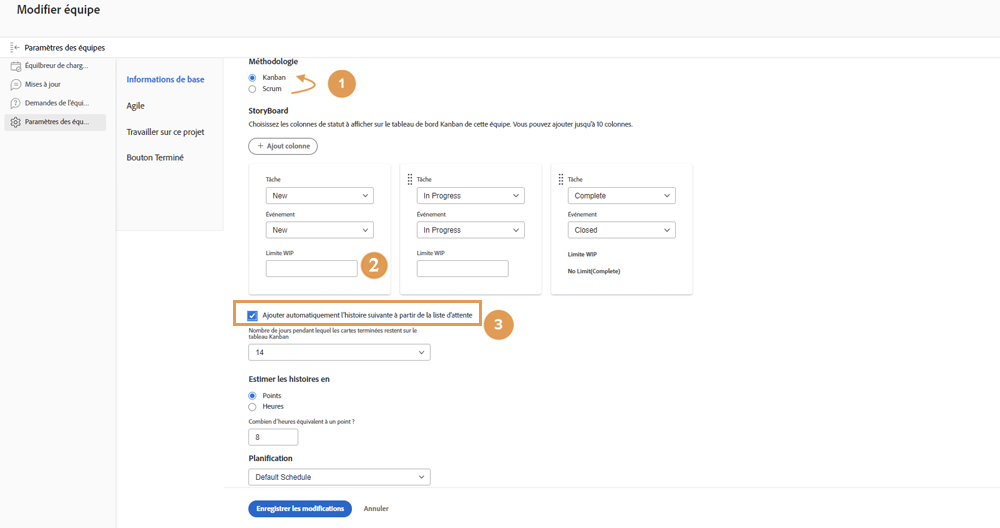 Modifier équipe
Paramètres des équipes
Équilbreur de charg...
Mises à jour
Demandes de l'équi...
Paramètres des équ...
Informations de base
Agile
Travailler sur ce projet
Bouton Terminé
Méthodologie
Kanban
Scrum
1
StoryBoard
Choisissez les colonnes de statut à afficher sur le tableau de bord Kanban de cette équipe. Vous pouvez ajouter jusqu'à 10 colonnes.
+ Ajout colonne
Tâche
New
Événement
New
Limite WIP
2
Tâche
In Progress
Événement
In Progress
Limite WIP
Tâche
Complete
Événement
Closed
Limite WIP
No Limit(Complete)
Ajouter automatiquement l'histoire suivante à partir de la liste d'attente
3
Nombre de jours pendant lequel les cartes terminées restent sur le
tableau Kanban
14
Estimer les histoires en
Points
Heures
Combien d'heures équivalent à un point ?
8
Planification
Default Schedule
Enregistrer les modifications
Annuler